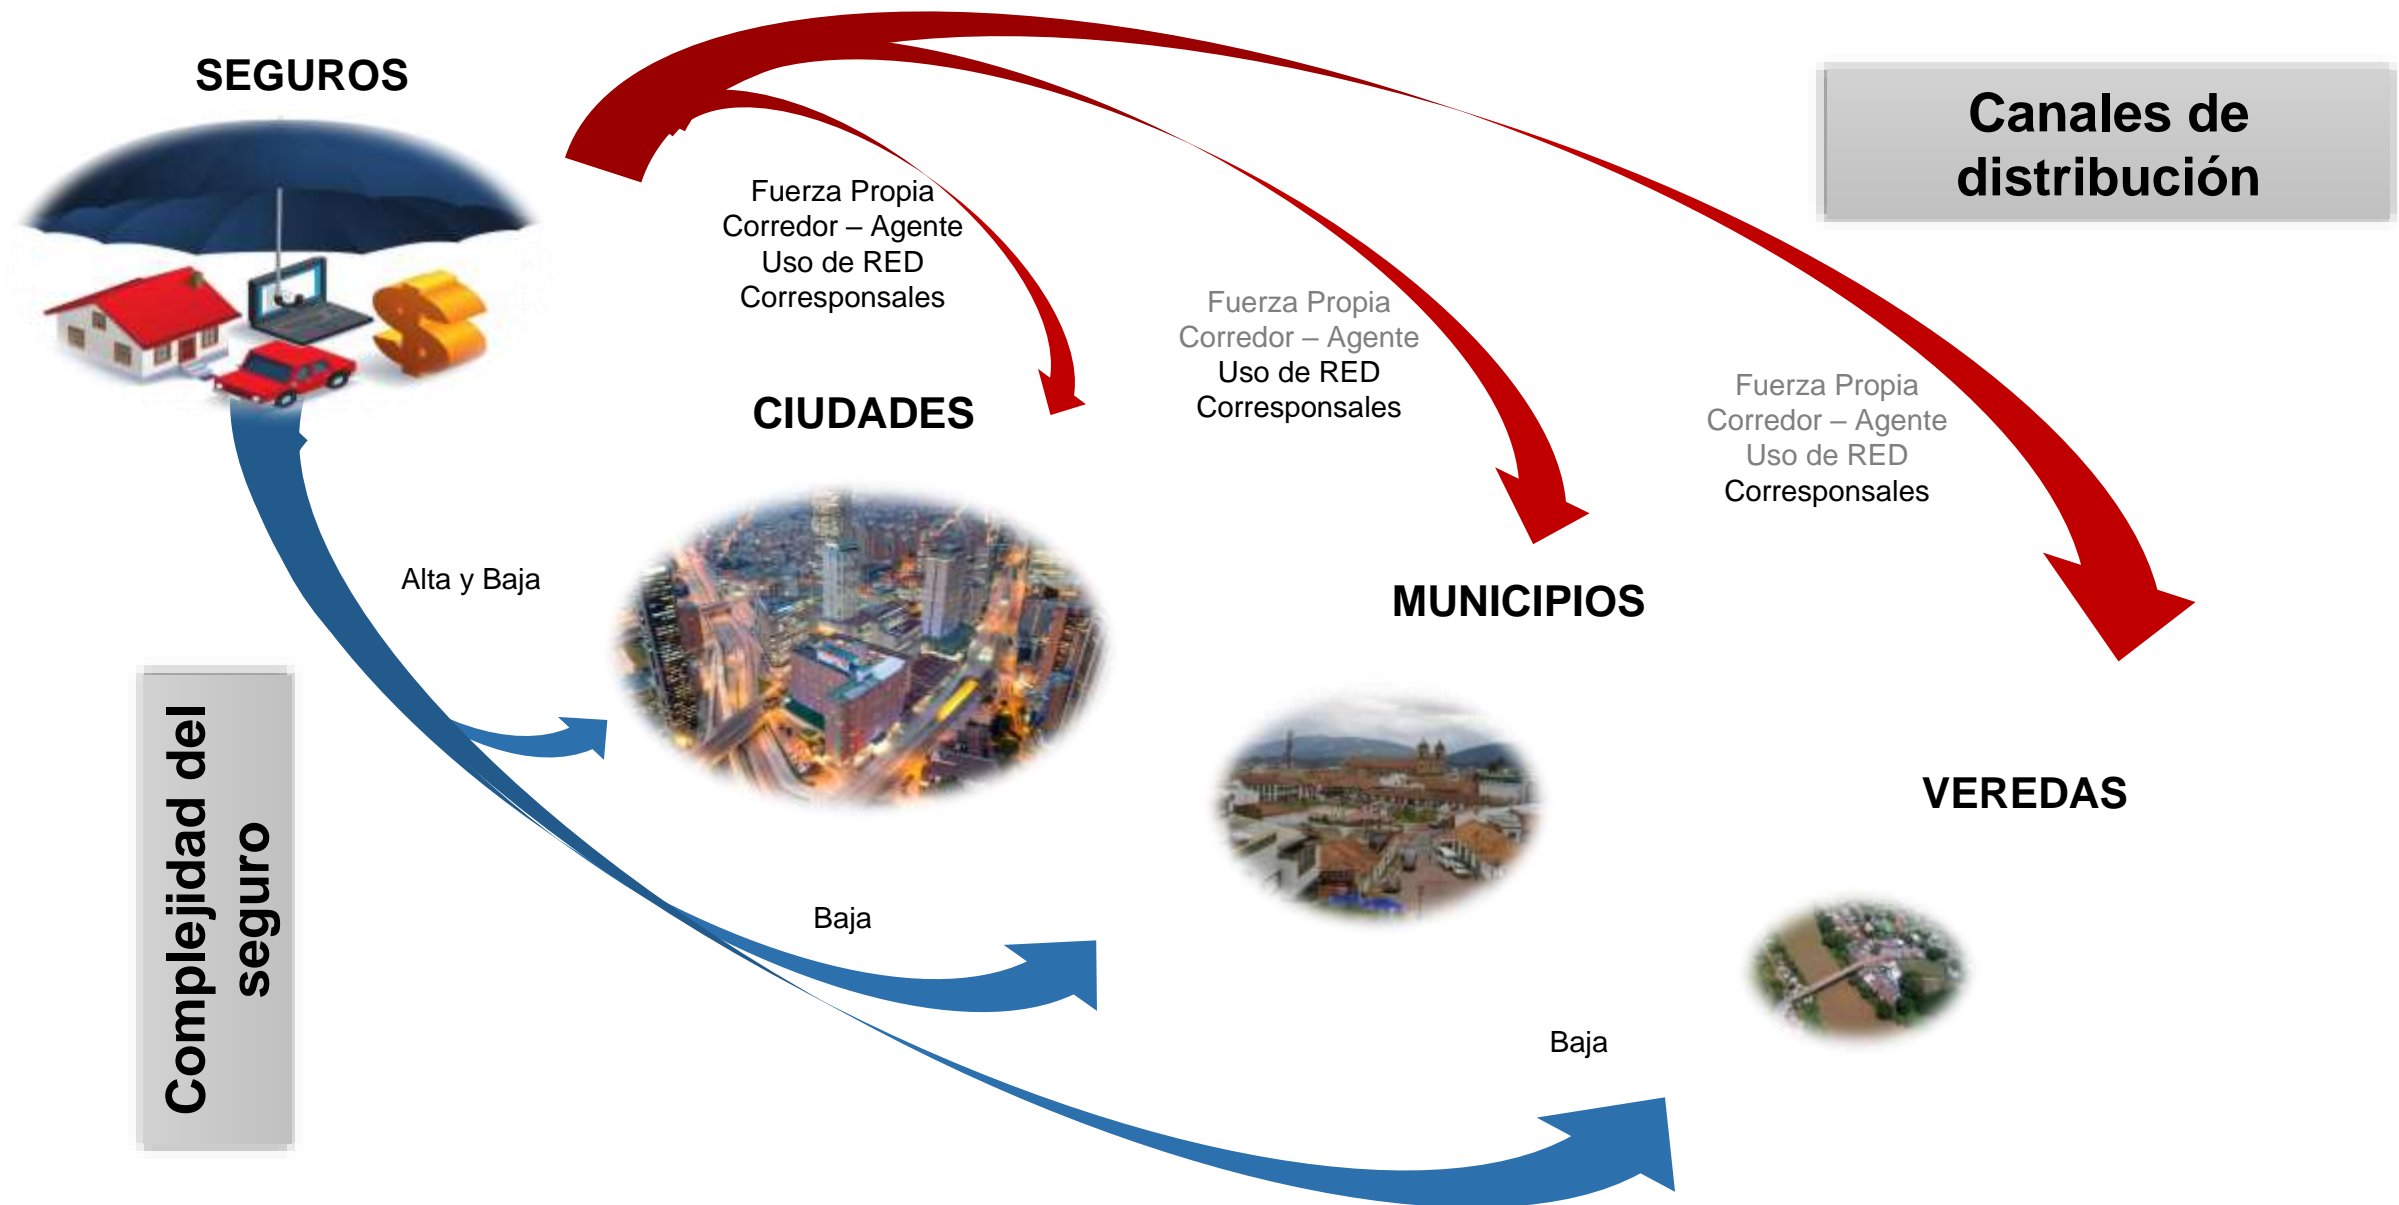 SEGUROS
Canales de
distribución
Fuerza Propia
Corredor – Agente
Uso de RED
Corresponsales
Fuerza Propia
Corredor – Agente
Uso de RED
Corresponsales
Fuerza Propia
Corredor – Agente
Uso de RED
Corresponsales
CIUDADES
MUNICIPIOS
VEREDAS
Alta y Baja
Baja
Baja
Complejidad del
seguro